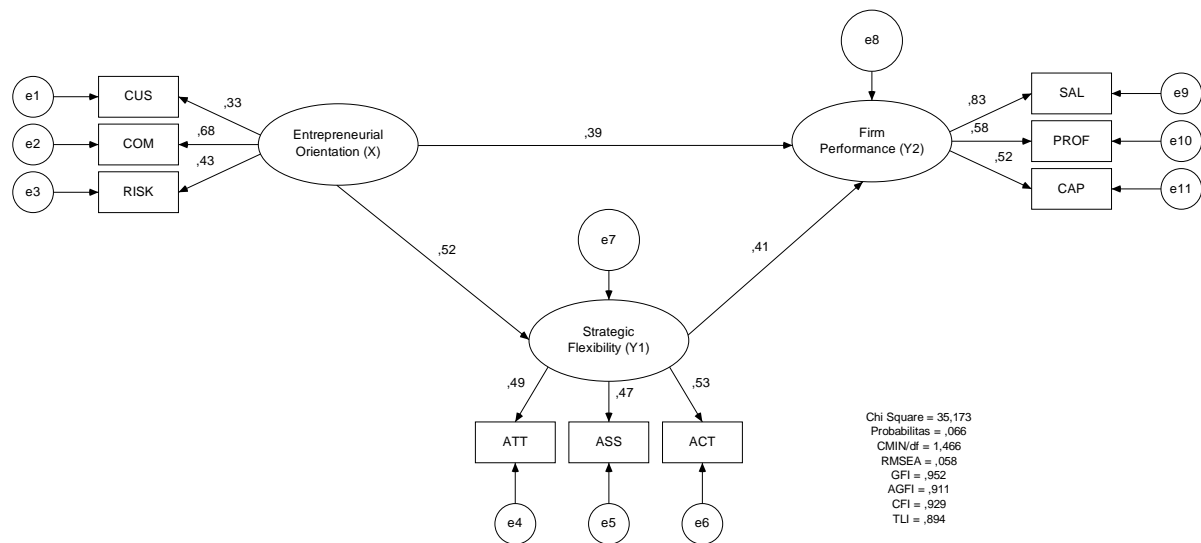 e8
e1
CUS
,33
e2
COM
,68
e3
RISK
,43
Entrepreneurial
Orientation (X)
,39
Firm
Performance (Y2)
,83
SAL
e9
,58
PROF
e10
,52
CAP
e11
,52
e7
,41
Strategic
Flexibility (Y1)
,49
,47
,53
ATT
ASS
ACT
e4
e5
e6
Chi Square = 35,173
Probabilitas = ,066
CMIN/df = 1,466
RMSEA = ,058
GFI = ,952
AGFI = ,911
CFI = ,929
TLI = ,894